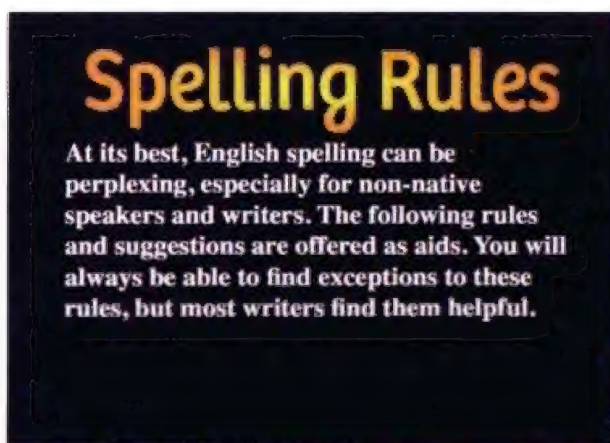 Spelling Rules
At its best, English spelling can be
perplexing, especially for non-native
speakers and writers. The following rules
and suggestions are offered as aids. You will
always be able to find exceptions to these
rules, but most writers find them helpful.